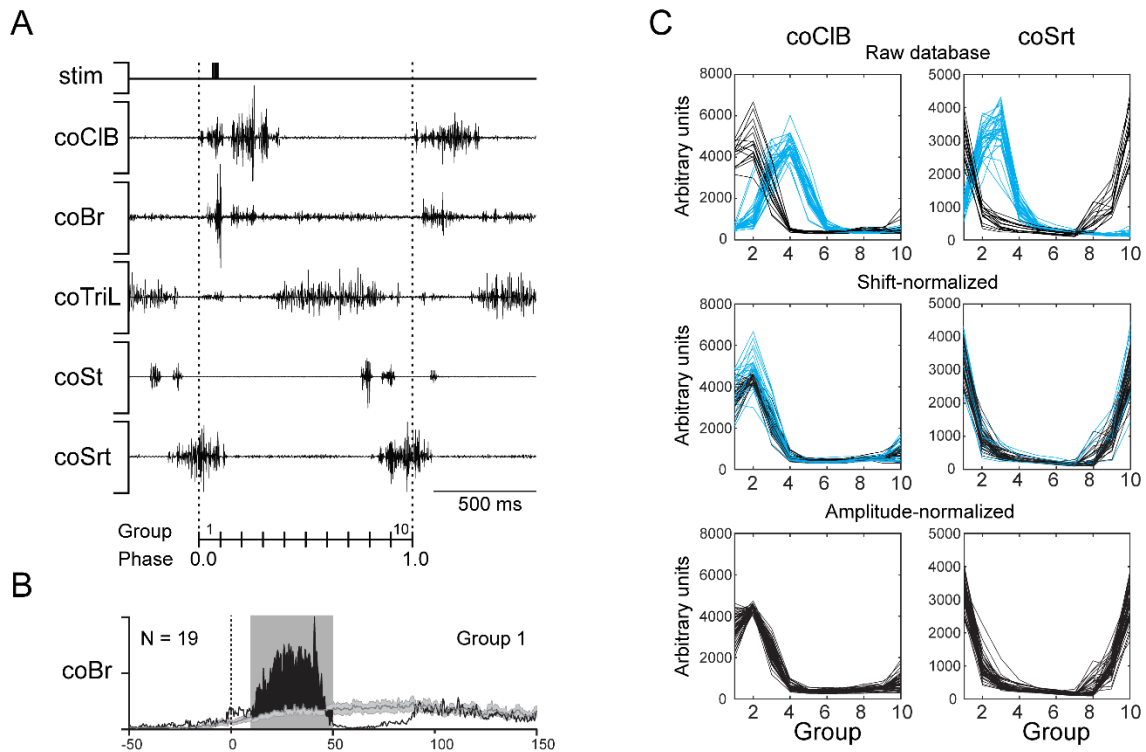 A
stim
coClB
coBr
coTriL
coSt
coSrt
500 ms
Group 1 10
Phase 0.0 1.0
B
N = 19 Group 1
coBr
-50 0 50 100 150
C
coClB coSrt
Raw database
Arbitrary units
8000
6000
4000
2000
0
2 4 6 8 10
5000
4000
3000
2000
1000
0
2 4 6 8 10
Shift-normalized
Arbitrary units
8000
6000
4000
2000
0
2 4 6 8 10
5000
4000
3000
2000
1000
0
2 4 6 8 10
Amplitude-normalized
Arbitrary units
8000
6000
4000
2000
0
2 4 6 8 10
5000
4000
3000
2000
1000
0
2 4 6 8 10
Group